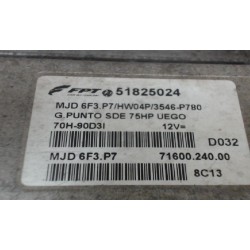 FPT 51825024
MJD 6F3.P7/HW04P/3546-P780
G.PUNTO SDE 75HP UEGO
70H-90D3I 12V=
D032
MJD 6F3.P7 71600.240.00
8C13